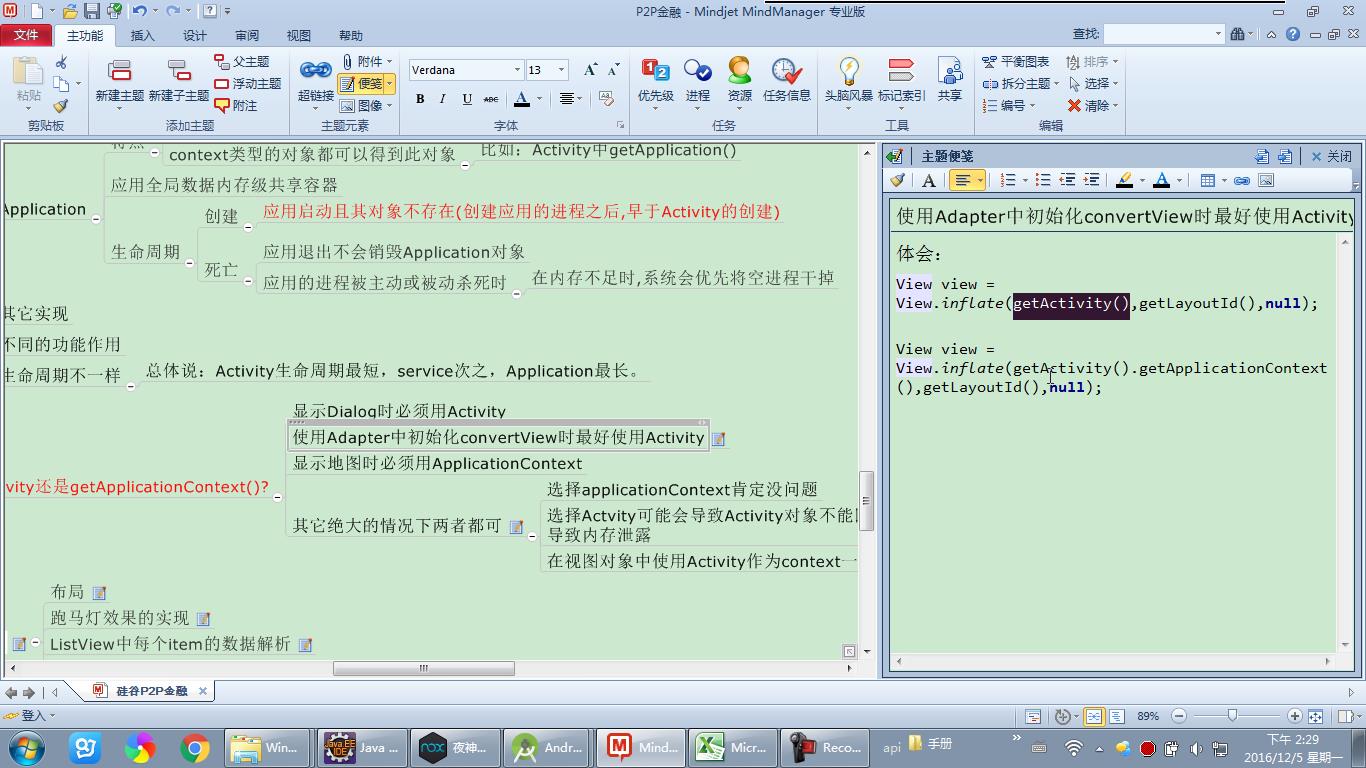 P2P金融 - Mindjet MindManager 专业版
文件 主功能 插入 设计 审阅 视图 帮助 查找:
粘贴 新建主题 新建子主题 父主题 浮动主题 附注 超链接 附件 便笺 图像
Verdana 13
B I U ABC A
优先级 进程 资源 任务信息 头脑风暴 标记索引 共享 平衡图表 拆分主题 编号 排序 选择 清除
剪贴板 添加主题 主题元素 字体 任务 工具 编辑
context类型的对象都可以得到此对象 比如：Activity中getApplication()
应用全局数据内存级共享容器
Application
创建 应用启动且其对象不存在(创建应用的进程之后,早于Activity的创建)
生命周期
应用退出不会销毁Application对象
死亡
应用的进程被主动或被动杀死时 在内存不足时,系统会优先将空进程干掉
其它实现
不同的功能作用
生命周期不一样 总体说：Activity生命周期最短，service次之，Application最长。
显示Dialog时必须用Activity
使用Adapter中初始化convertView时最好使用Activity
显示地图时必须用ApplicationContext
vity还是getApplicationContext()?
其它绝大的情况下两者都可
选择applicationContext肯定没问题
选择Actvity可能会导致Activity对象不能
导致内存泄露
在视图对象中使用Activity作为context一
布局
跑马灯效果的实现
ListView中每个item的数据解析
主题便笺 关闭
使用Adapter中初始化convertView时最好使用Activity
体会：
View view =
View.inflate(getActivity(),getLayoutId(),null);
View view =
View.inflate(getActivity().getApplicationContext
(),getLayoutId(),null);
硅谷P2P金融
登入 89%
Win... Java ... 夜神... Andr... Mind... Micr... Reco... api 手册
下午 2:29
2016/12/5 星期一